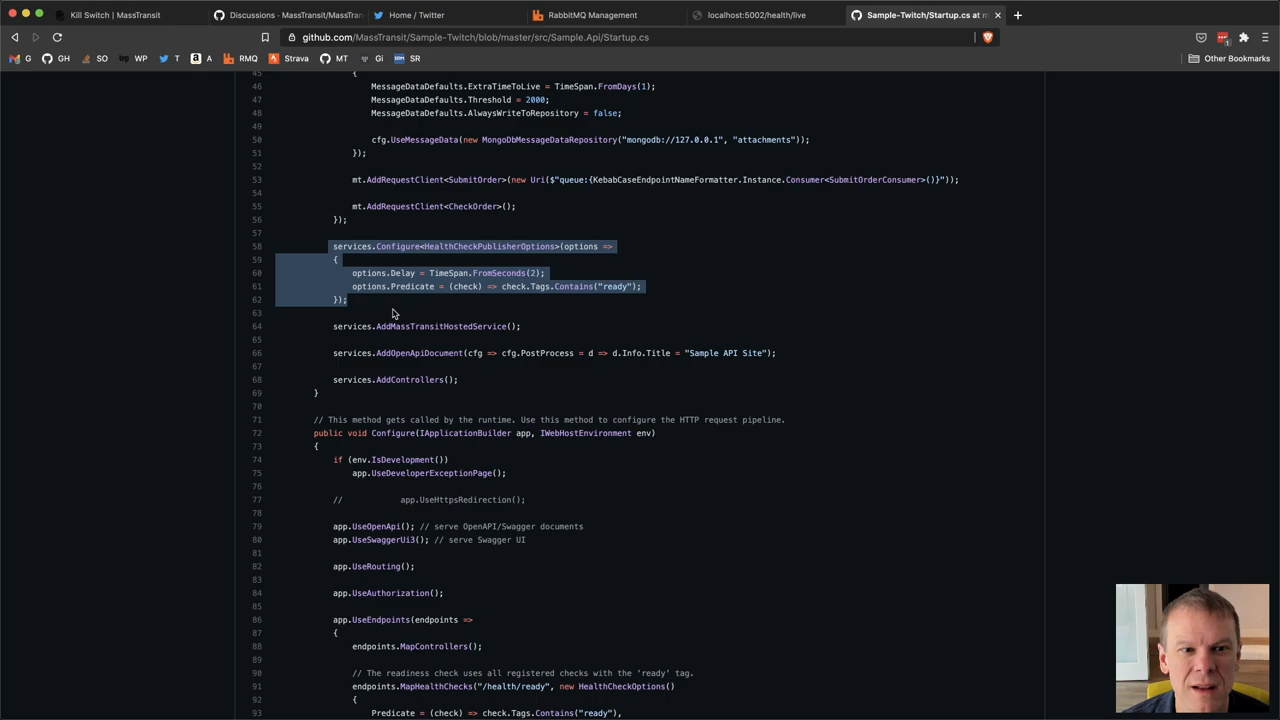 Kill Switch | MassTransit
Discussions · MassTransit/MassTran
Home / Twitter
RabbitMQ Management
localhost:5002/health/live
Sample-Twitch/Startup.cs at m
github.com/MassTransit/Sample-Twitch/blob/master/src/Sample.Api/Startup.cs
1
G GH SO WP T A RMQ Strava MT Gi SR Other Bookmarks
45 {
46 MessageDataDefaults.ExtraTimeToLive = TimeSpan.FromDays(1);
47 MessageDataDefaults.Threshold = 2000;
48 MessageDataDefaults.AlwaysWriteToRepository = false;
49
50 cfg.UseMessageData(new MongoDbMessageDataRepository("mongodb://127.0.0.1", "attachments"));
51 });
52
53 mt.AddRequestClient<SubmitOrder>(new Uri($"queue:{KebabCaseEndpointNameFormatter.Instance.Consumer<SubmitOrderConsumer>()}"));
54
55 mt.AddRequestClient<CheckOrder>();
56 });
57
58 services.Configure<HealthCheckPublisherOptions>(options =>
59 {
60 options.Delay = TimeSpan.FromSeconds(2);
61 options.Predicate = (check) => check.Tags.Contains("ready");
62 });
63
64 services.AddMassTransitHostedService();
65
66 services.AddOpenApiDocument(cfg => cfg.PostProcess = d => d.Info.Title = "Sample API Site");
67
68 services.AddControllers();
69 }
70
71 // This method gets called by the runtime. Use this method to configure the HTTP request pipeline.
72 public void Configure(IApplicationBuilder app, IWebHostEnvironment env)
73 {
74 if (env.IsDevelopment())
75 app.UseDeveloperExceptionPage();
76
77 // app.UseHttpsRedirection();
78
79 app.UseOpenApi(); // serve OpenAPI/Swagger documents
80 app.UseSwaggerUi3(); // serve Swagger UI
81
82 app.UseRouting();
83
84 app.UseAuthorization();
85
86 app.UseEndpoints(endpoints =>
87 {
88 endpoints.MapControllers();
89
90 // The readiness check uses all registered checks with the 'ready' tag.
91 endpoints.MapHealthChecks("/health/ready", new HealthCheckOptions()
92 {
93 Predicate = (check) => check.Tags.Contains("ready"),